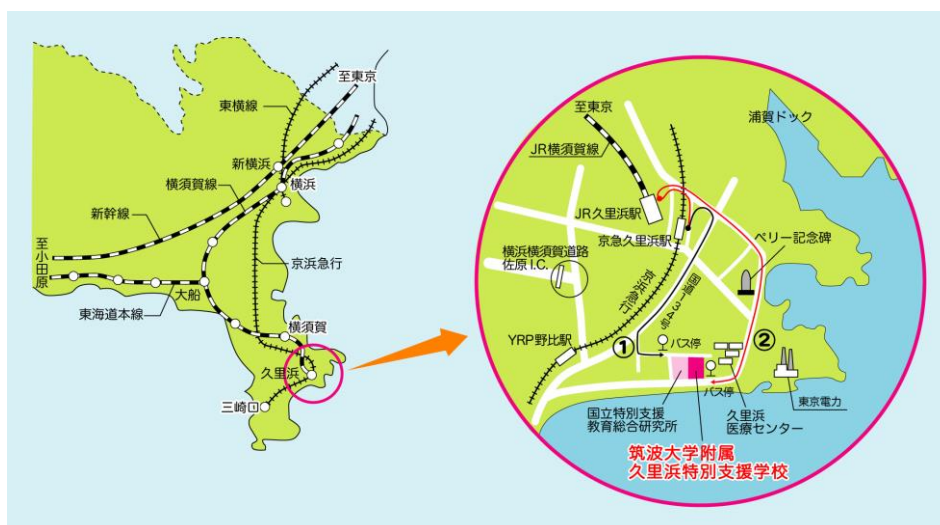 至東京
東横線
新横浜
横須賀線
横浜
新幹線
至小田原
京浜急行
大船
東海道本線
横須賀
久里浜
三崎口
浦賀ドック
至東京
JR横須賀線
JR久里浜駅
京急久里浜駅
ペリー記念碑
横浜横須賀道路
佐原I.C.
京浜急行
国道134号
YRP野比駅
①
バス停
②
バス停
東京電力
国立特別支援
教育総合研究所
久里浜
医療センター
筑波大学附属
久里浜特別支援学校